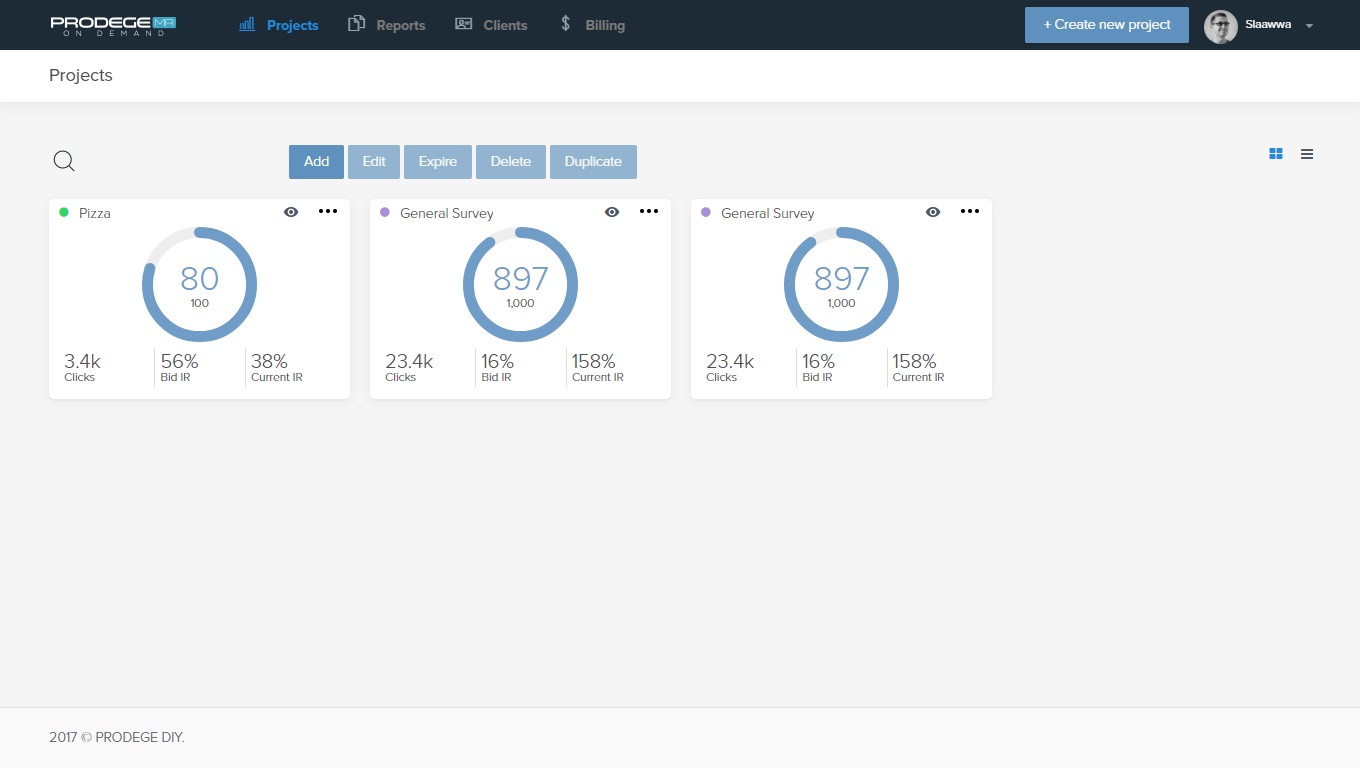 PRODEGE MR
ON DEMAND
Projects
Reports
Clients
Billing
+ Create new project
Slaawwa
Projects
Add
Edit
Expire
Delete
Duplicate
Pizza
80
100
3.4k
Clicks
56%
Bid IR
38%
Current IR
General Survey
897
1,000
23.4k
Clicks
16%
Bid IR
158%
Current IR
General Survey
897
1,000
23.4k
Clicks
16%
Bid IR
158%
Current IR
2017 © PRODEGE DIY.